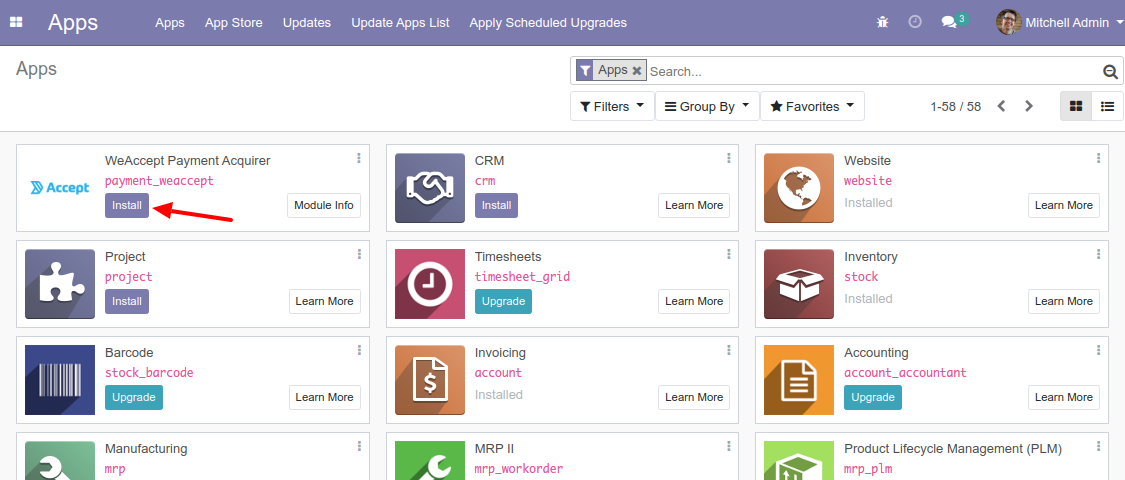 Apps Apps App Store Updates Update Apps List Apply Scheduled Upgrades 3 Mitchell Admin
Apps Apps Search...
Filters Group By Favorites 1-58 / 58
Accept
WeAccept Payment Acquirer
payment_weaccept
Install Module Info
CRM
crm
Install Learn More
Website
website
Installed Learn More
Project
project
Install Learn More
Timesheets
timesheet_grid
Upgrade Learn More
Inventory
stock
Installed Learn More
Barcode
stock_barcode
Upgrade Learn More
Invoicing
account
Installed Learn More
Accounting
account_accountant
Upgrade Learn More
Manufacturing
mrp
MRP II
mrp_workorder
Product Lifecycle Management (PLM)
mrp_plm